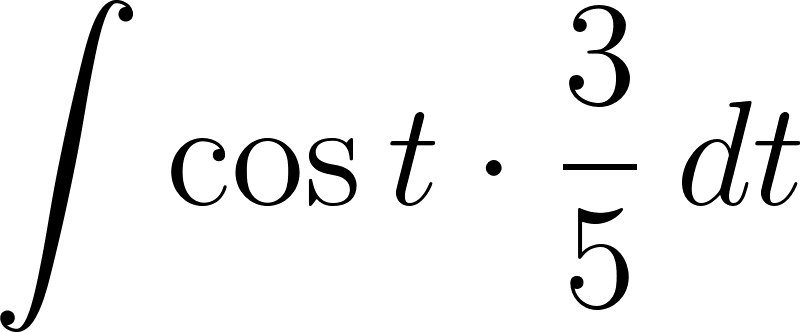 ∫ cos t · 3/5 dt